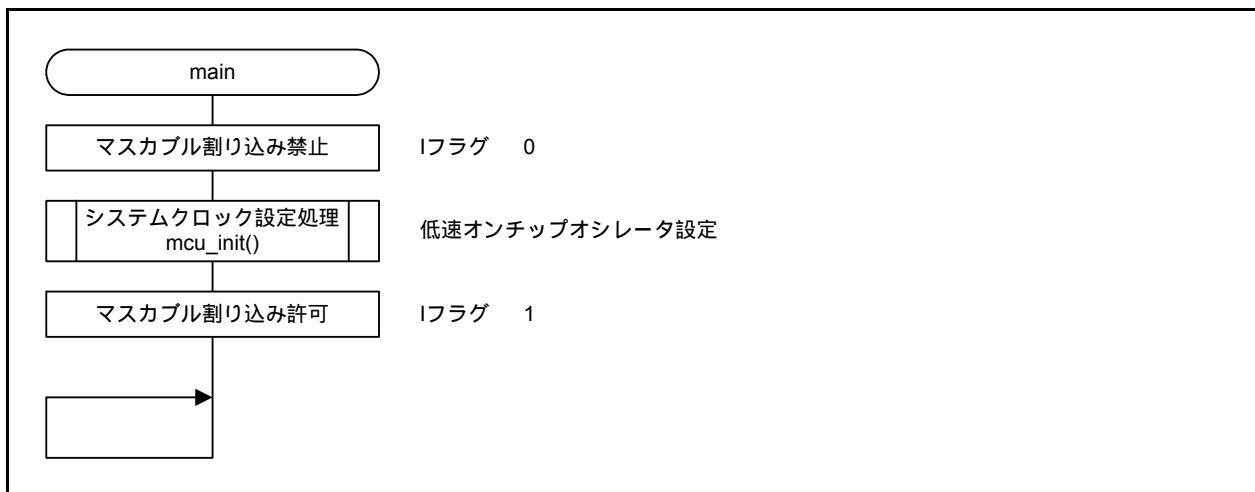 main
マスカブル割り込み禁止 Iフラグ 0
システムクロック設定処理
mcu_init()
低速オンチップオシレータ設定
マスカブル割り込み許可 Iフラグ 1